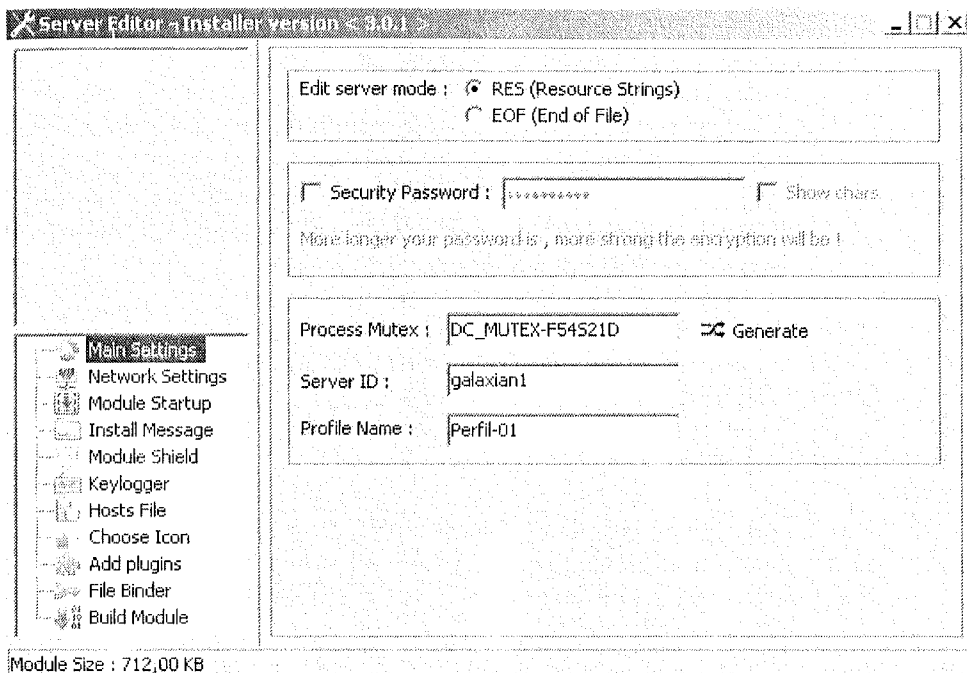 Server Editor - Installer version < 3.0.1 >
Edit server mode : RES (Resource Strings)
EOF (End of File)
Security Password : ********** Show chars
More longer your password is , more strong the encryption will be !
Process Mutex : DC_MUTEX-F54S21D Generate
Server ID : galaxian1
Profile Name : Perfil-01
Main Settings
Network Settings
Module Startup
Install Message
Module Shield
Keylogger
Hosts File
Choose Icon
Add plugins
File Binder
Build Module
Module Size : 712,00 KB